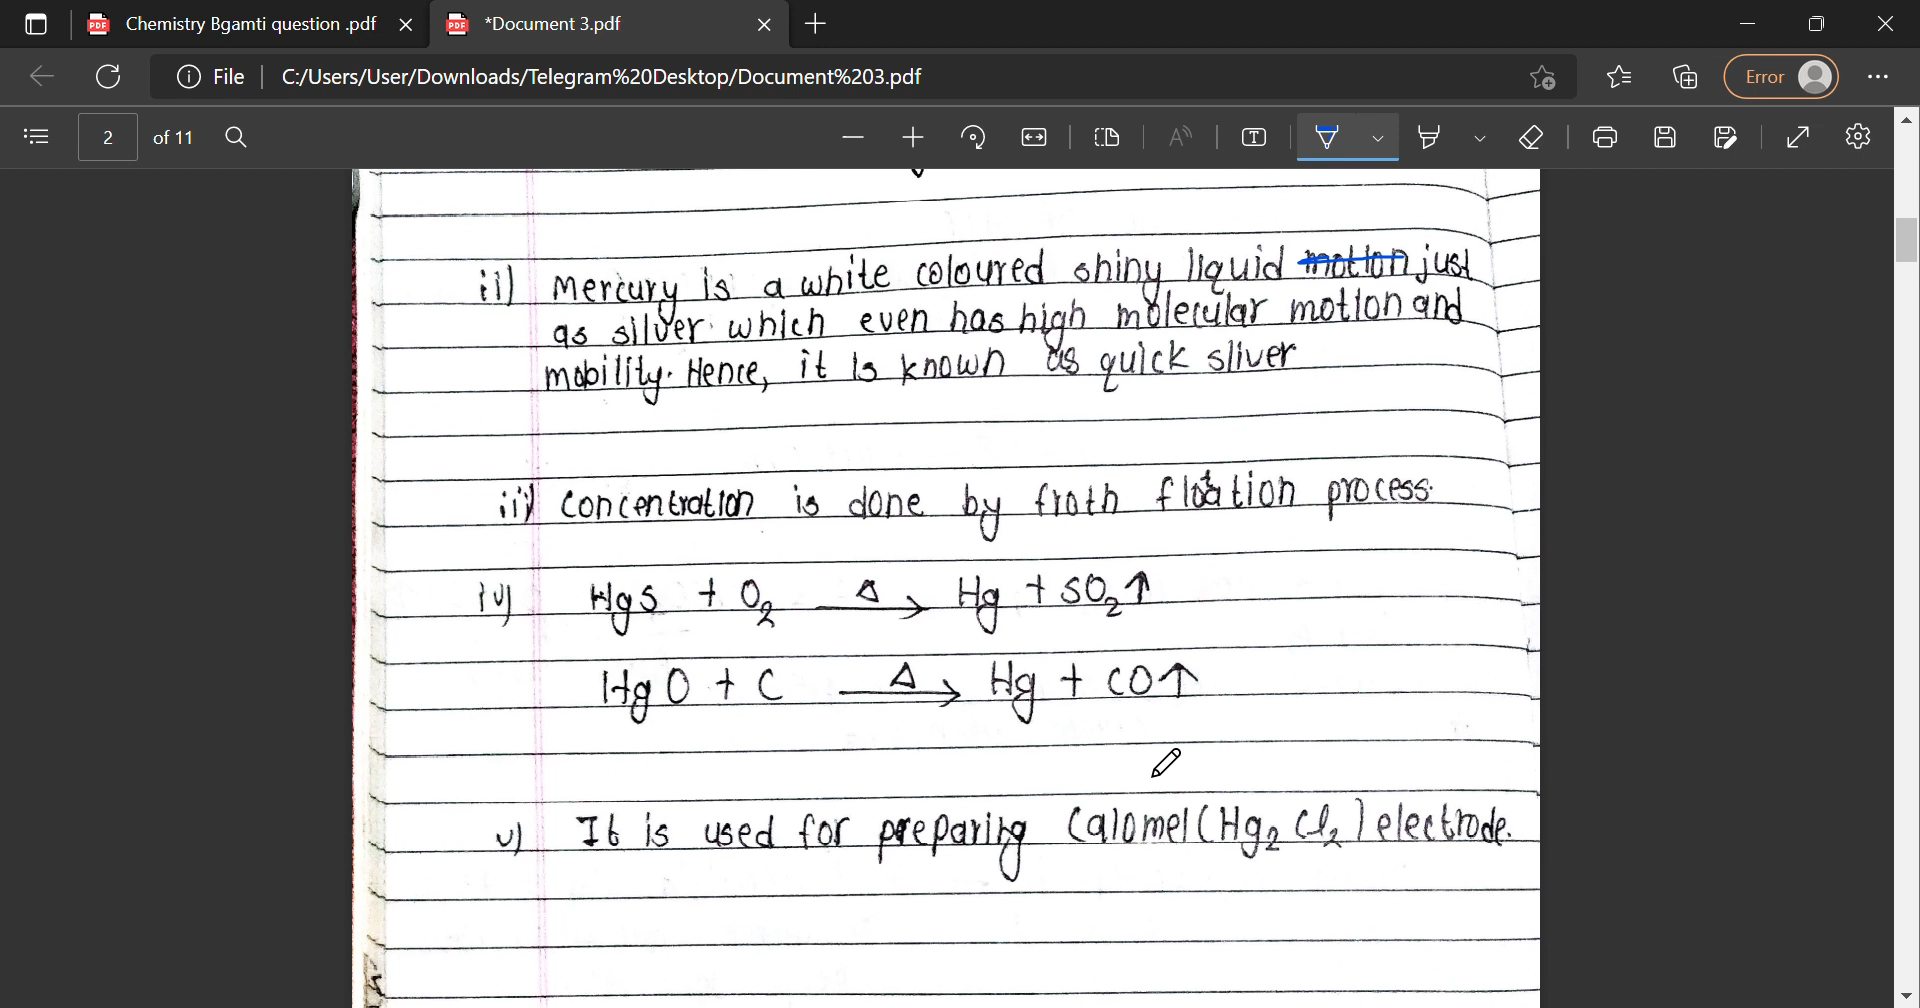 Chemistry Bgamti question .pdf
*Document 3.pdf
File
C:/Users/User/Downloads/Telegram%20Desktop/Document%203.pdf
Error
2 of 11
ii) Mercury is a white coloured shiny liquid motion just
as silver which even has high molecular motion and
mobility. Hence, it is known as quick sliver
iii) Concentration is done by froth floatation process.
iv) HgS + O₂ Δ→ Hg + SO₂↑
HgO + C Δ→ Hg + CO↑
v) It is used for preparing Calomel (Hg₂Cl₂) electrode.